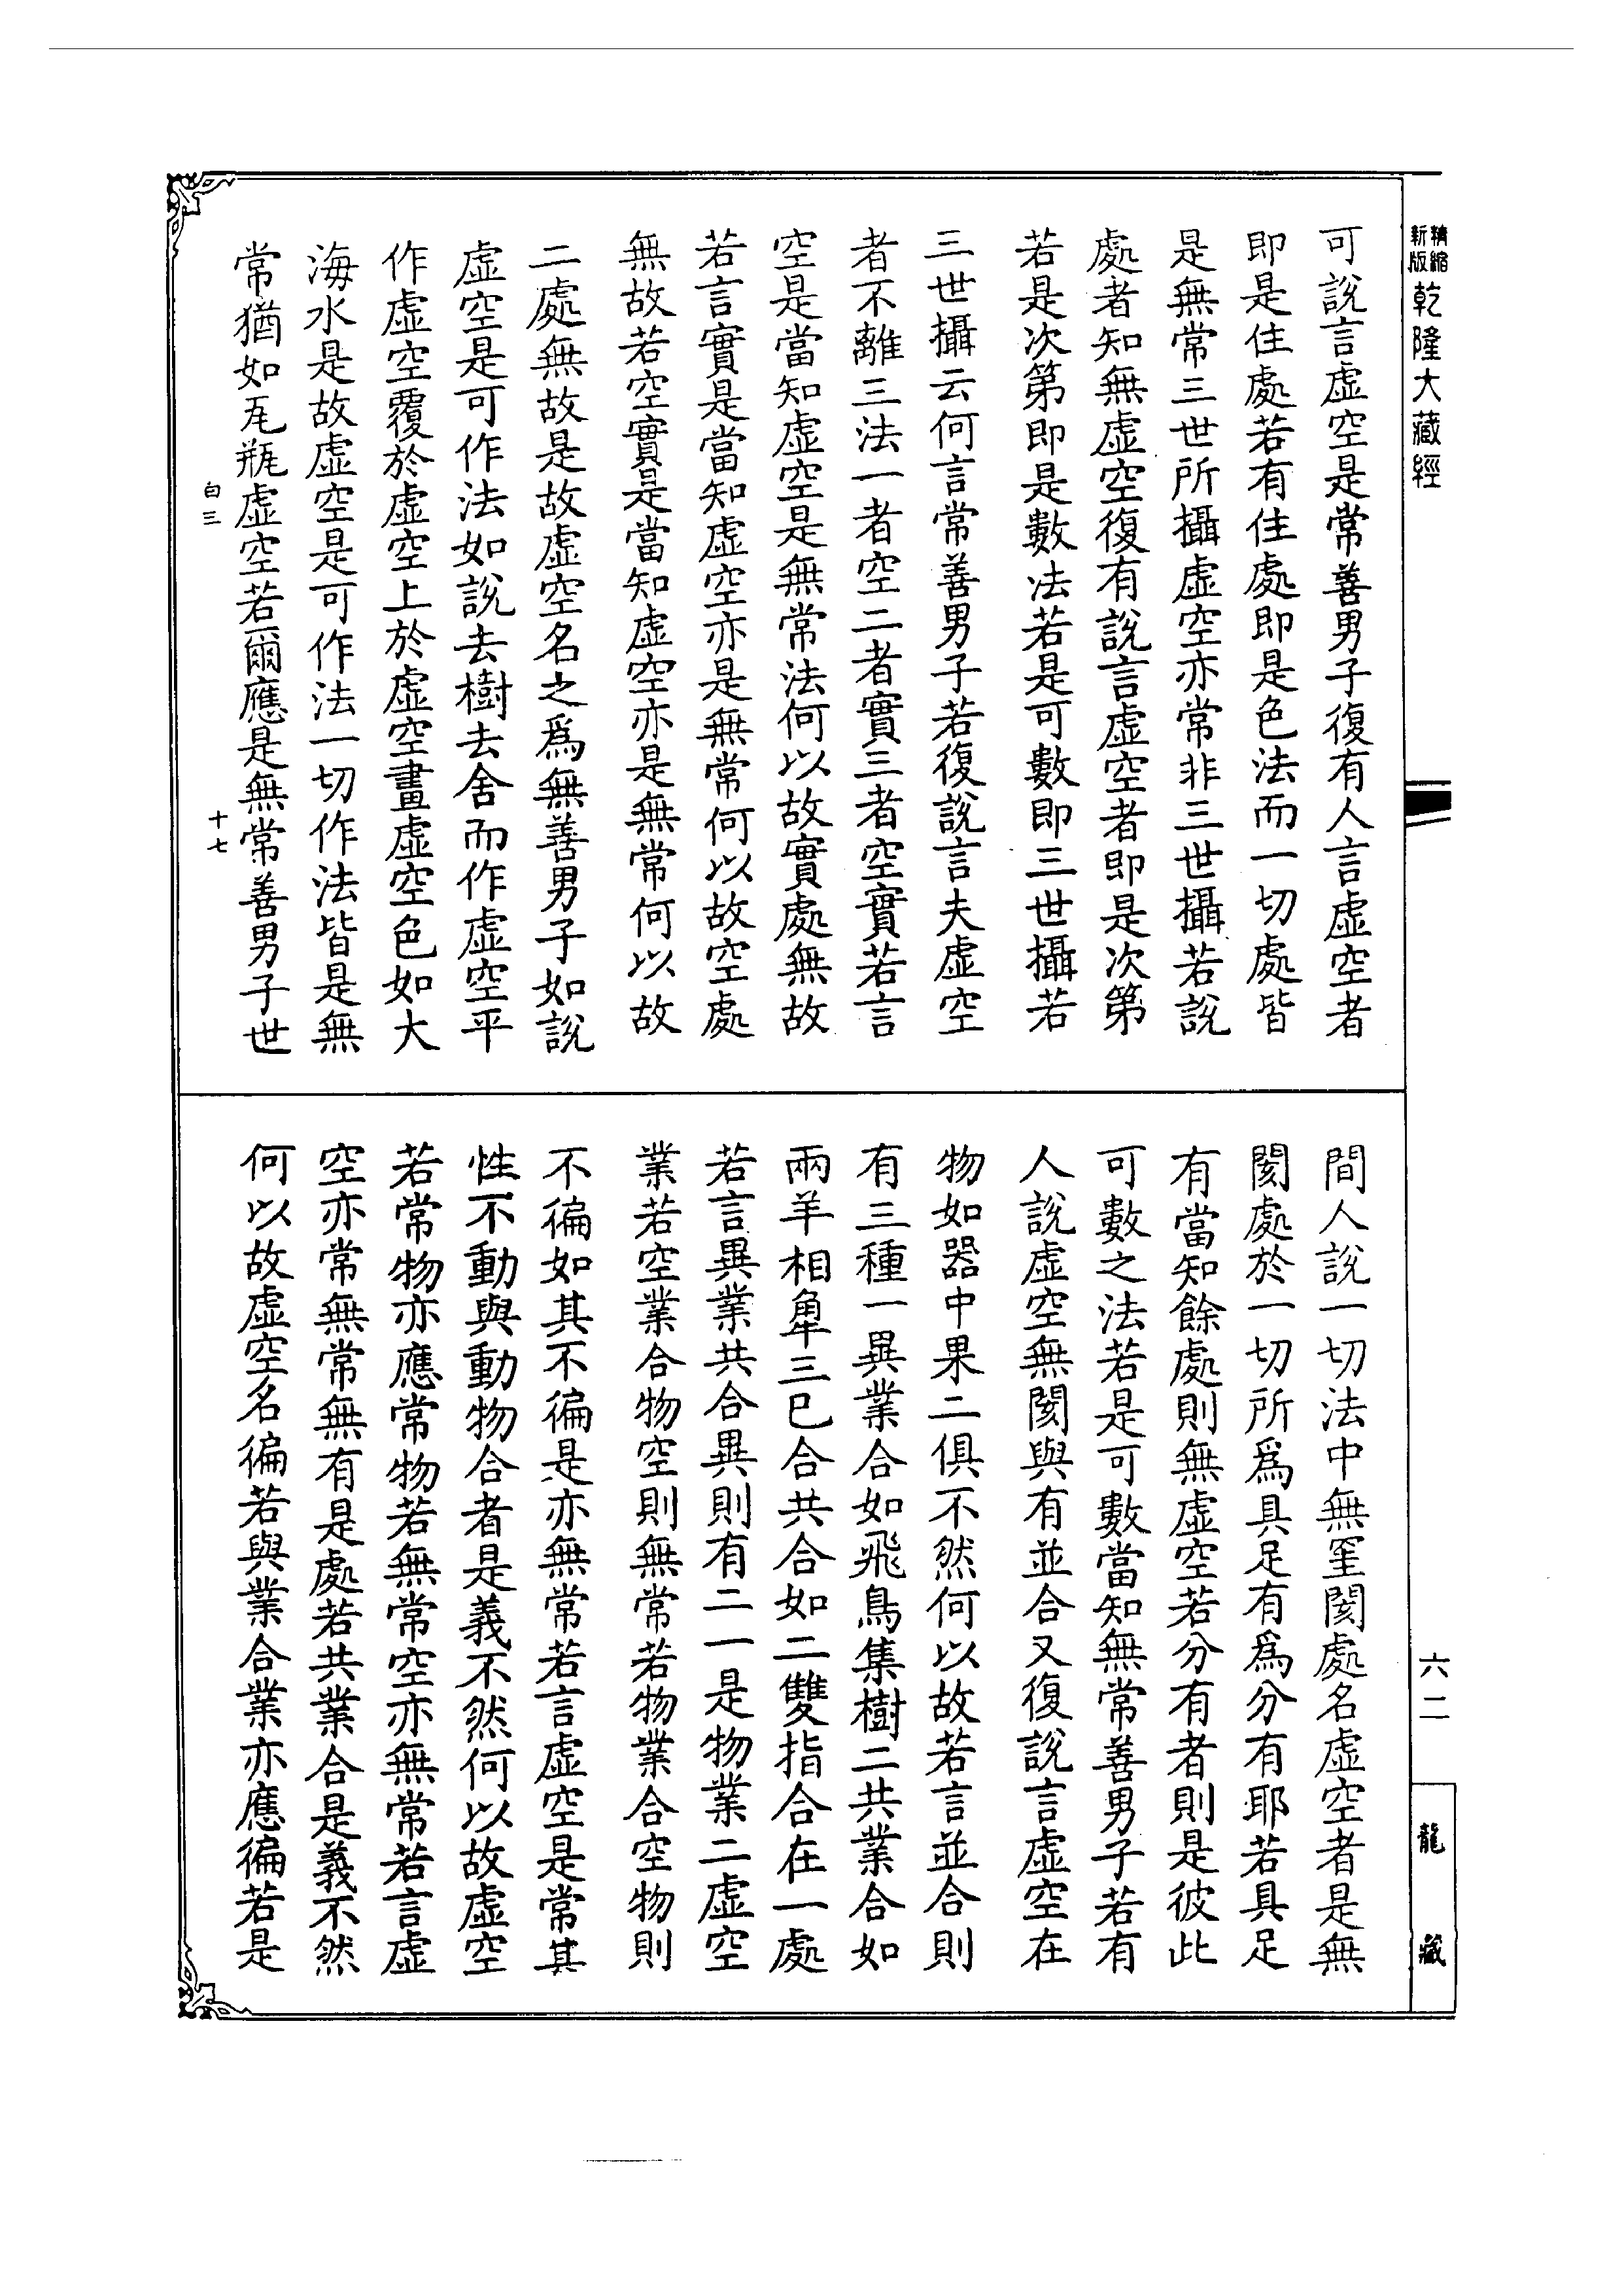 精縮
新版
乾隆大藏經
六二
龍藏
可說言虛空是常善男子復有人言虛空者
即是住處若有住處即是色法而一切處皆
是無常三世所攝虛空亦常非三世攝若說
處者知無虛空復有說言虛空者即是次第
若是次第即是數法若是可數即三世攝若
三世攝云何言常善男子若復說言夫虛空
者不離三法一者空二者實三者空實若言
空是當知虛空是無常法何以故實處無故
若言實是當知虛空亦是無常何以故空處
無故若空實是當知虛空亦是無常何以故
二處無故是故虛空名之為無善男子如說
虛空是可作法如說去樹去舍而作虛空平
作虛空覆於虛空上於虛空畫虛空色如大
海水是故虛空是可作法一切作法皆是無
常猶如瓦瓶虛空若爾應是無常善男子世
白三
十七
間人說一切法中無罣閡處名虛空者是無
閡處於一切所為具足有為分有耶若具足
有當知餘處則無虛空若分有者則是彼此
可數之法若是可數當知無常善男子若有
人說虛空無閡與有並合又復說言虛空在
物如器中果二俱不然何以故若言並合則
有三種一異業合如飛鳥集樹二共業合如
兩羊相觸三已合共合如二雙指合在一處
若言異業共合異則有二一是物業二虛空
業若空業合物空則無常若物業合空物則
不徧如其不徧是亦無常若言虛空是常其
性不動與動物合者是義不然何以故虛空
若常物亦應常物若無常空亦無常若言虛
空亦常無常無有是處若共業合是義不然
何以故虛空名徧若與業合業亦應徧若是